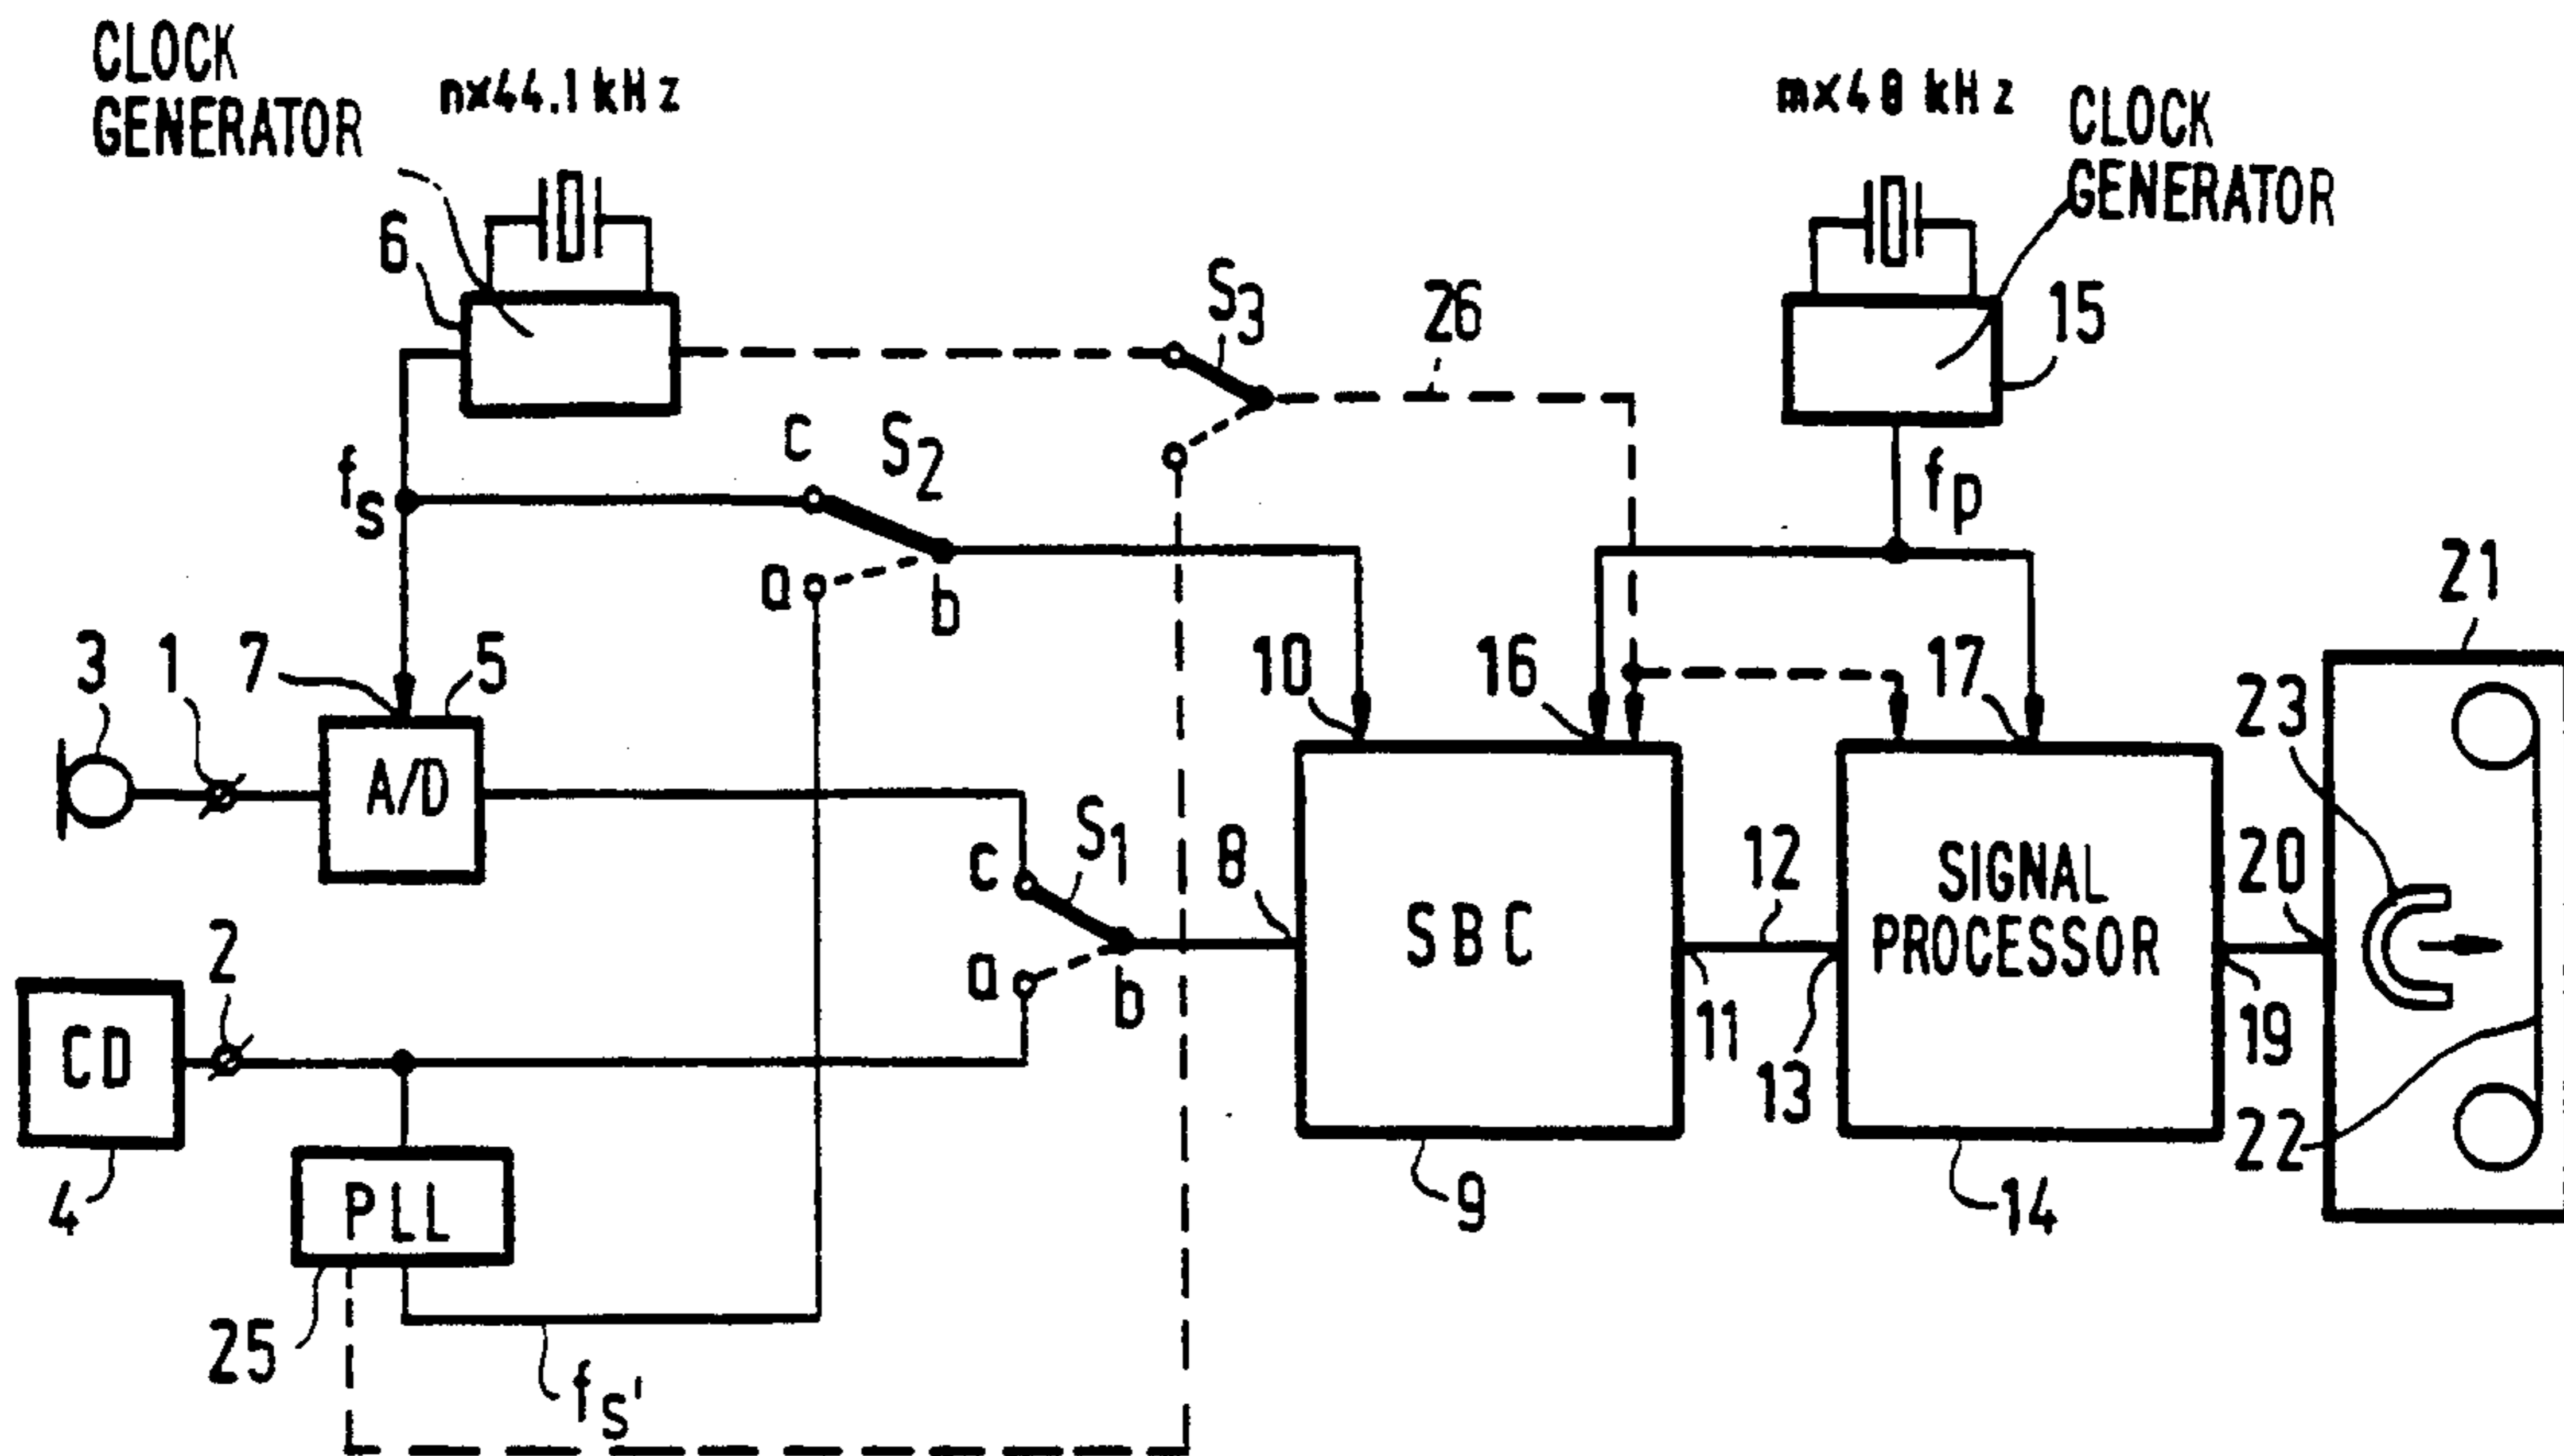 CLOCK
GENERATOR
n×44.1 kHz
m×48 kHz
CLOCK
GENERATOR
6
S3
26
15
c
S2
fs
fp
a
b
21
3
1
7
5
10
16
17
23
A/D
S1
c
8
12
20
SBC
SIGNAL
PROCESSOR
2
a
b
CD
11
13
19
22
4
PLL
9
14
25
fs'